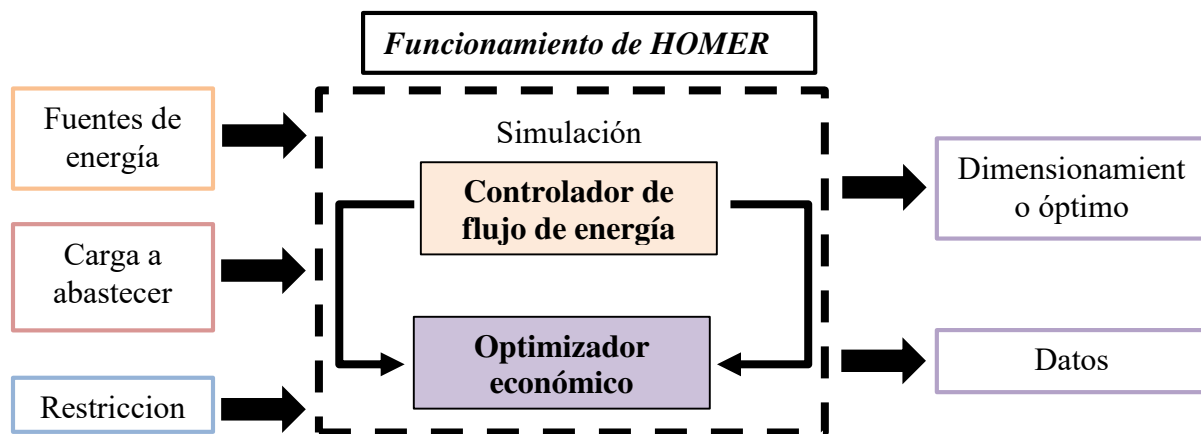 Funcionamiento de HOMER
Fuentes de
energía
Carga a
abastecer
Restriccion
Simulación
Controlador de
flujo de energía
Optimizador
económico
Dimensionamient
o óptimo
Datos